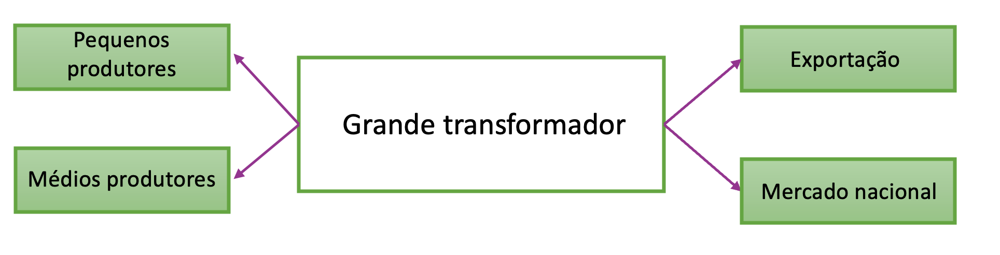 Pequenos
produtores
Médios produtores
Grande transformador
Exportação
Mercado nacional